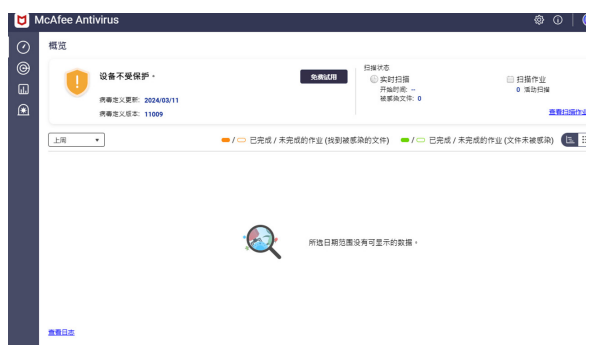 McAfee Antivirus
概览
设备不受保护。
病毒定义更新: 2024/03/11
病毒定义版本: 11009
免费试用
扫描状态
实时扫描
开始时间: --
被感染文件: 0
扫描作业
0 活动扫描
查看扫描作业
上周
/ 已完成 / 未完成的作业 (找到被感染的文件)
/ 已完成 / 未完成的作业 (文件未被感染)
所选日期范围没有可显示的数据。
查看日志